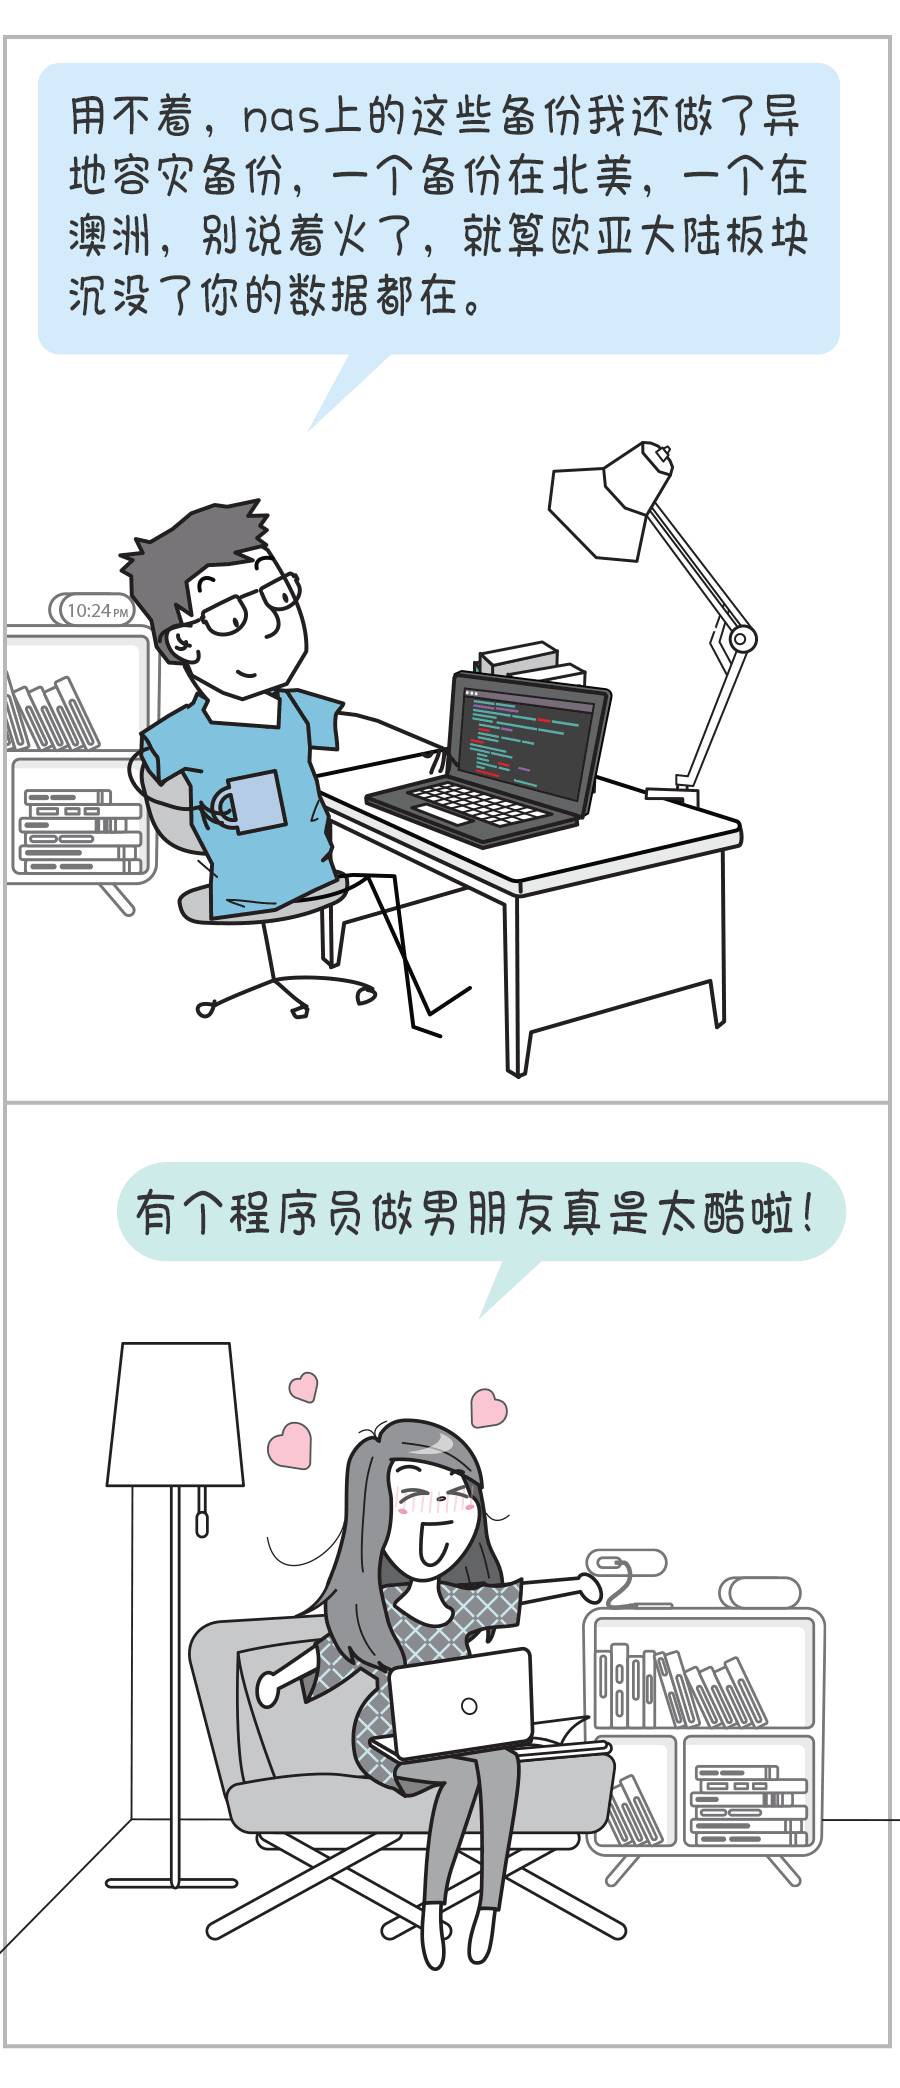 用不着，nas上的这些备份我还做了异
地容灾备份，一个备份在北美，一个在
澳洲，别说着火了，就算欧亚大陆板块
沉没了你的数据都在。
10:24 PM
有个程序员做男朋友真是太酷啦！